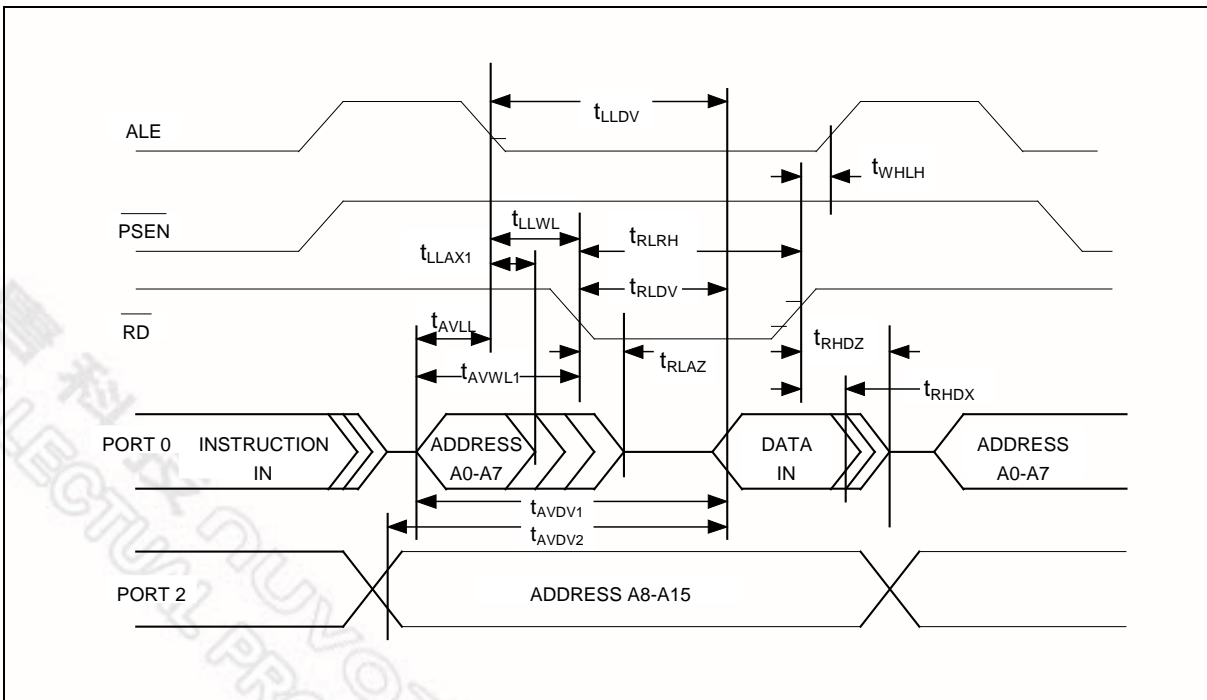 ALE
tLLDV
tWHLH
PSEN
tLLWL
tRLRH
tLLAX1
tRLDV
RD
tAVLL
tRHDZ
tRLAZ
tAVWL1
tRHDX
PORT 0
INSTRUCTION
IN
ADDRESS
A0-A7
DATA
IN
ADDRESS
A0-A7
tAVDV1
tAVDV2
PORT 2
ADDRESS A8-A15